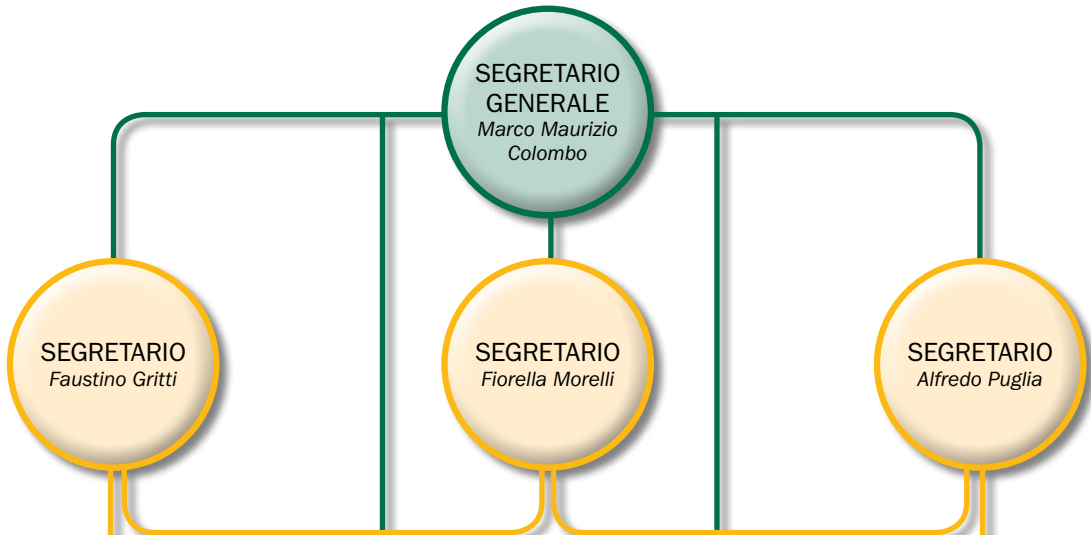 SEGRETARIO
GENERALE
Marco Maurizio
Colombo
SEGRETARIO
Faustino Gritti
SEGRETARIO
Fiorella Morelli
SEGRETARIO
Alfredo Puglia